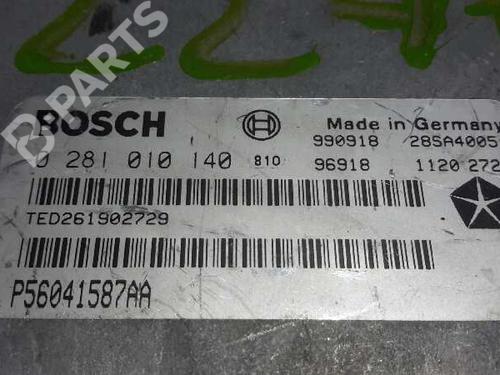 BOSCH
Made in Germany
0 281 010 140 810
990918 28SA4005
96918 1120 272
TED261902729
P56041587AA
B PARTS